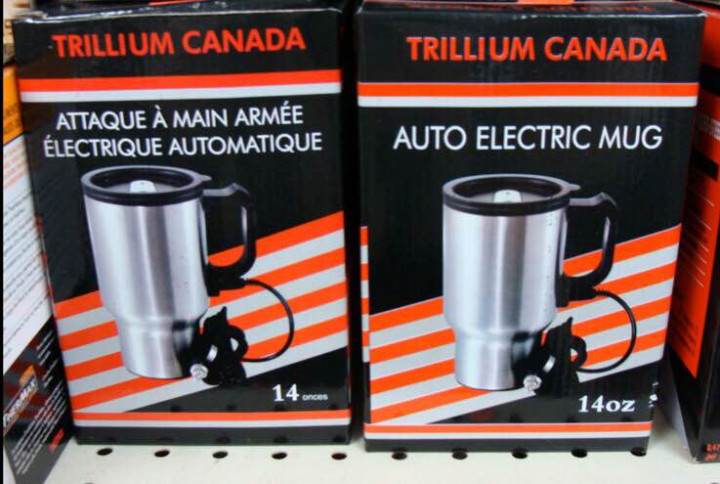 TRILLIUM CANADA
ATTAQUE À MAIN ARMÉE
ÉLECTRIQUE AUTOMATIQUE
14 onces
TRILLIUM CANADA
AUTO ELECTRIC MUG
14oz